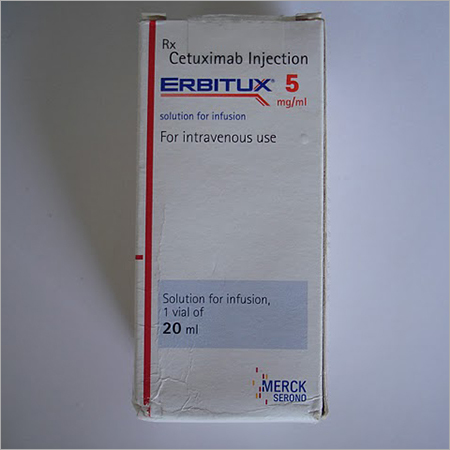 Rx
Cetuximab Injection
ERBITUX® 5
mg/ml
solution for infusion
For intravenous use
Solution for infusion,
1 vial of
20 ml
MERCK
SERONO